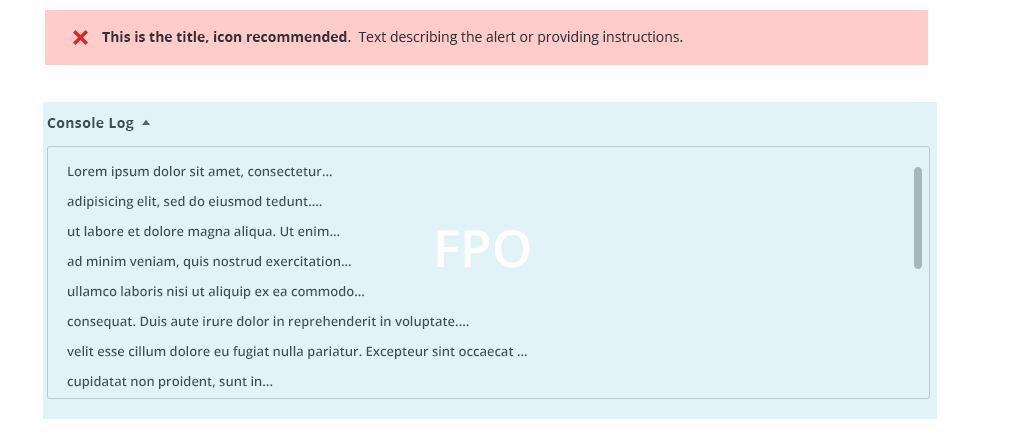 This is the title, icon recommended.  Text describing the alert or providing instructions.
Console Log
Lorem ipsum dolor sit amet, consectetur...
adipisicing elit, sed do eiusmod tedunt....
ut labore et dolore magna aliqua. Ut enim...
FPO
ad minim veniam, quis nostrud exercitation...
ullamco laboris nisi ut aliquip ex ea commodo...
consequat. Duis aute irure dolor in reprehenderit in voluptate....
velit esse cillum dolore eu fugiat nulla pariatur. Excepteur sint occaecat ...
cupidatat non proident, sunt in...